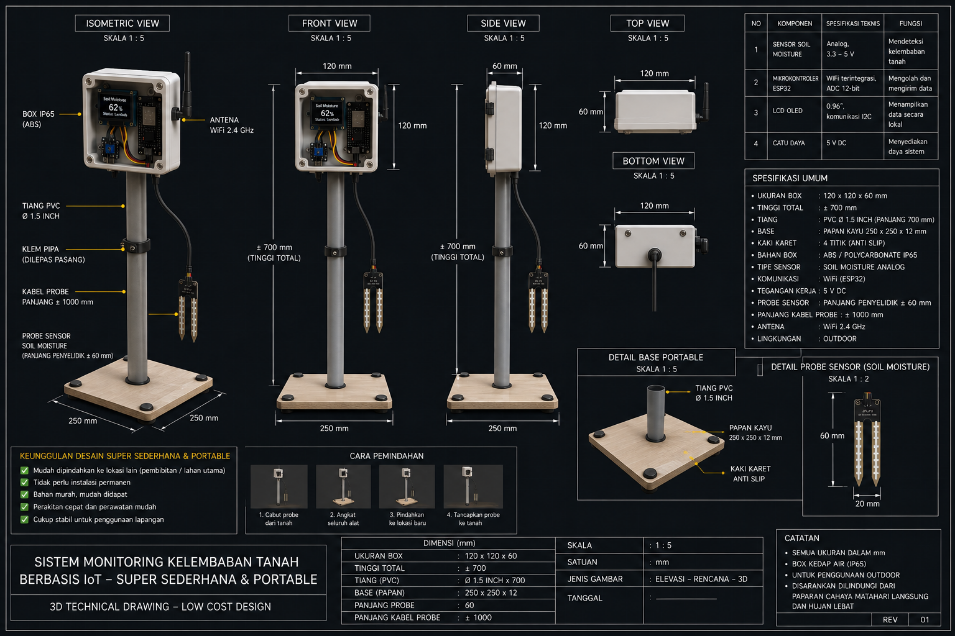 ISOMETRIC VIEW
SKALA 1 : 5
BOX IP65
(ABS)
Soil Moisture
62%
ANTENA
WiFi 2.4 GHz
TIANG PVC
Ø 1.5 INCH
KLEM PIPA
(DILEPAS PASANG)
KABEL PROBE
PANJANG ± 1000 mm
PROBE SENSOR
SOIL MOISTURE
(PANJANG PENYELIDIK ± 60 mm)
250 mm
250 mm
FRONT VIEW
SKALA 1 : 5
120 mm
Soil Moisture
62%
120 mm
± 700 mm
(TINGGI TOTAL)
250 mm
SIDE VIEW
SKALA 1 : 5
60 mm
120 mm
± 700 mm
(TINGGI TOTAL)
250 mm
TOP VIEW
SKALA 1 : 5
120 mm
60 mm
BOTTOM VIEW
SKALA 1 : 5
120 mm
60 mm
NO KOMPONEN SPESIFIKASI TEKNIS FUNGSI
1 SENSOR SOIL MOISTURE Analog, 3.3 – 5 V Mendeteksi kelembaban tanah
2 MIKROKONTROLER ESP32 WiFi terintegrasi, ADC 12-bit Mengolah dan mengirim data
3 LCD OLED 0.96", komunikasi I2C Menampilkan data secara lokal
4 CATU DAYA 5 V DC Menyediakan daya sistem
SPESIFIKASI UMUM
• UKURAN BOX : 120 x 120 x 60 mm
• TINGGI TOTAL : ± 700 mm
• TIANG : PVC Ø 1.5 INCH (PANJANG 700 mm)
• BASE : PAPAN KAYU 250 x 250 x 12 mm
• KAKI KARET : 4 TITIK (ANTI SLIP)
• BAHAN BOX : ABS / POLYCARBONATE IP65
• TIPE SENSOR : SOIL MOISTURE ANALOG
• KOMUNIKASI : WiFi (ESP32)
• TEGANGAN KERJA : 5 V DC
• PROBE SENSOR : PANJANG PENYELIDIK ± 60 mm
• PANJANG KABEL PROBE : ± 1000 mm
• ANTENA : WiFi 2.4 GHz
• LINGKUNGAN : OUTDOOR
DETAIL BASE PORTABLE
SKALA 1 : 5
TIANG PVC
Ø 1.5 INCH
PAPAN KAYU
250 x 250 x 12 mm
KAKI KARET
ANTI SLIP
DETAIL PROBE SENSOR (SOIL MOISTURE)
SKALA 1 : 2
60 mm
20 mm
KEUNGGULAN DESAIN SUPER SEDERHANA & PORTABLE
✅ Mudah dipindahkan ke lokasi lain (pembibitan / lahan utama)
✅ Tidak perlu instalasi permanen
✅ Bahan murah, mudah didapat
✅ Perakitan cepat dan perawatan mudah
✅ Cukup stabil untuk penggunaan lapangan
CARA PEMINDAHAN
1. Cabut probe
dari tanah
2. Angkat
seluruh alat
3. Pindahkan
ke lokasi baru
4. Tancapkan probe
ke tanah
SISTEM MONITORING KELEMBABAN TANAH
BERBASIS IoT – SUPER SEDERHANA & PORTABLE
3D TECHNICAL DRAWING – LOW COST DESIGN
DIMENSI (mm)
UKURAN BOX : 120 x 120 x 60
TINGGI TOTAL : ± 700
TIANG (PVC) : Ø 1.5 INCH x 700
BASE (PAPAN) : 250 x 250 x 12
PANJANG PROBE : 60
PANJANG KABEL PROBE : ± 1000
SKALA : 1 : 5
SATUAN : mm
JENIS GAMBAR : ELEVASI – RENCANA – 3D
TANGGAL :
CATATAN
• SEMUA UKURAN DALAM mm
• BOX KEDAP AIR (IP65)
• UNTUK PENGGUNAAN OUTDOOR
• DISARANKAN DILINDUNGI DARI
PAPARAN CAHAYA MATAHARI LANGSUNG
DAN HUJAN LEBAT
REV 01